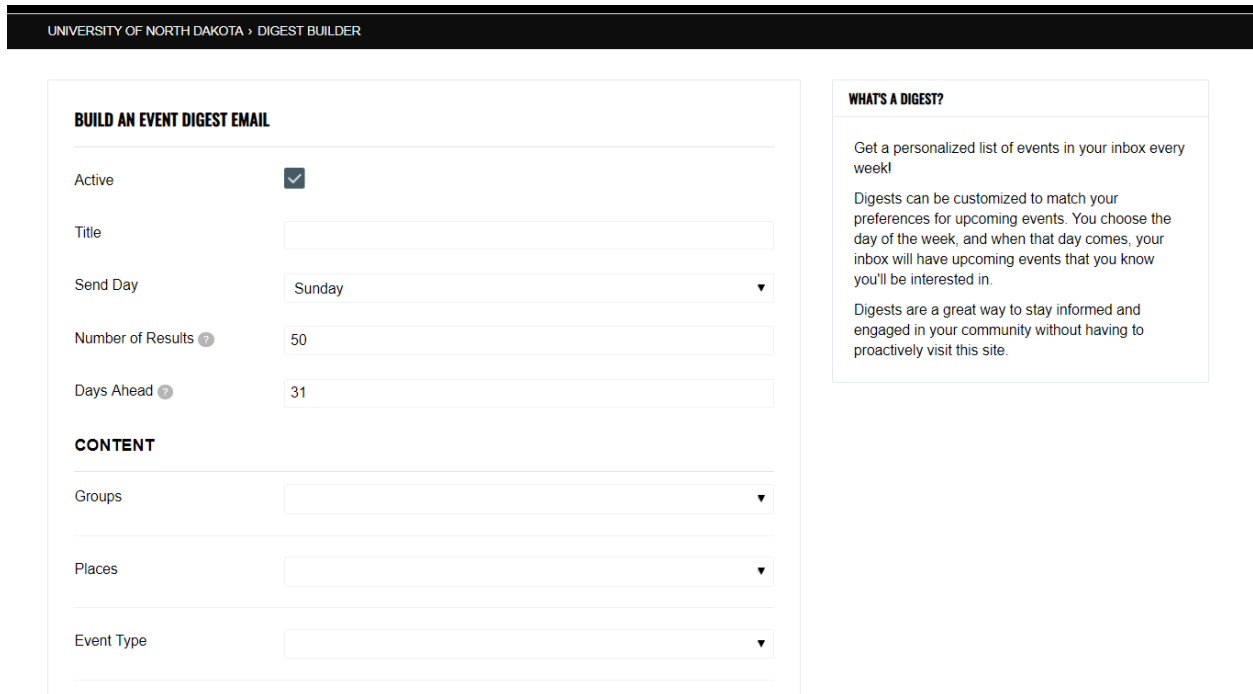 UNIVERSITY OF NORTH DAKOTA › DIGEST BUILDER
BUILD AN EVENT DIGEST EMAIL
Active
Title
Send Day
Sunday
Number of Results ?
50
Days Ahead ?
31
CONTENT
Groups
Places
Event Type
WHAT'S A DIGEST?
Get a personalized list of events in your inbox every
week!
Digests can be customized to match your
preferences for upcoming events. You choose the
day of the week, and when that day comes, your
inbox will have upcoming events that you know
you'll be interested in.
Digests are a great way to stay informed and
engaged in your community without having to
proactively visit this site.